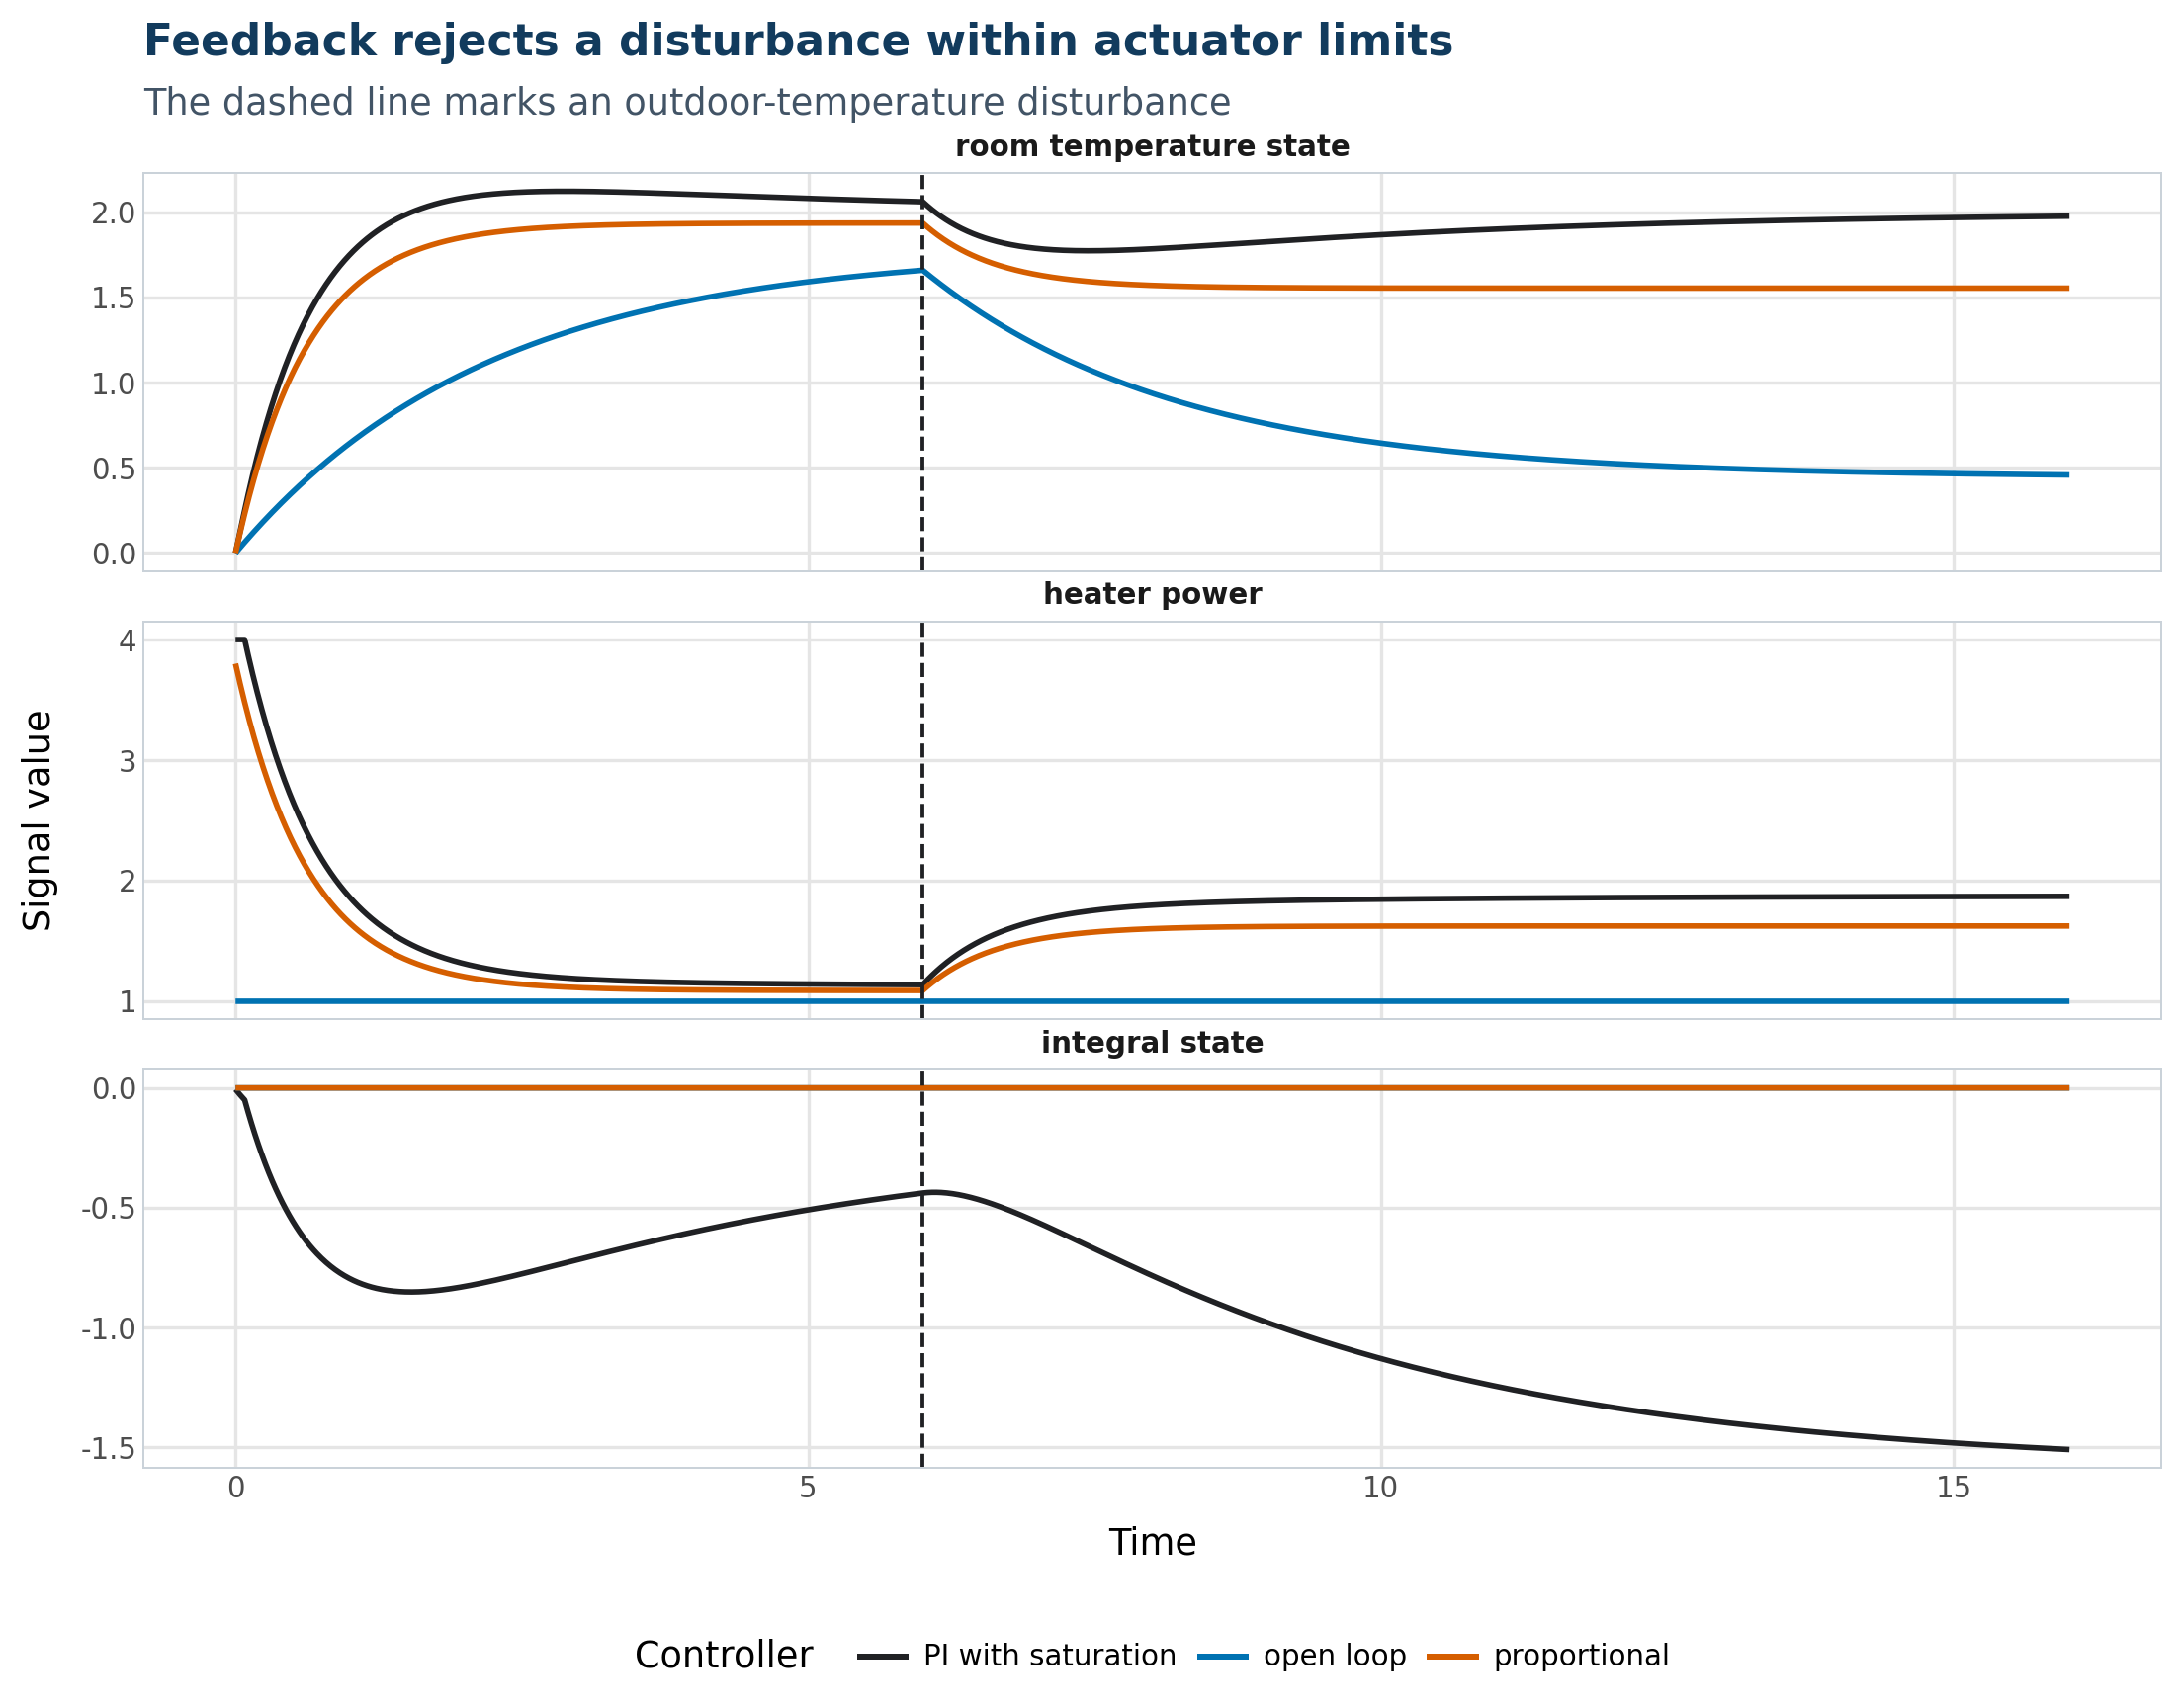 Feedback rejects a disturbance within actuator limits
The dashed line marks an outdoor-temperature disturbance
room temperature state
2.0
1.5
1.0
0.5
0.0
heater power
4
3
2
1
Signal value
integral state
0.0
-0.5
-1.0
-1.5
0 5 10 15
Time
Controller PI with saturation open loop proportional